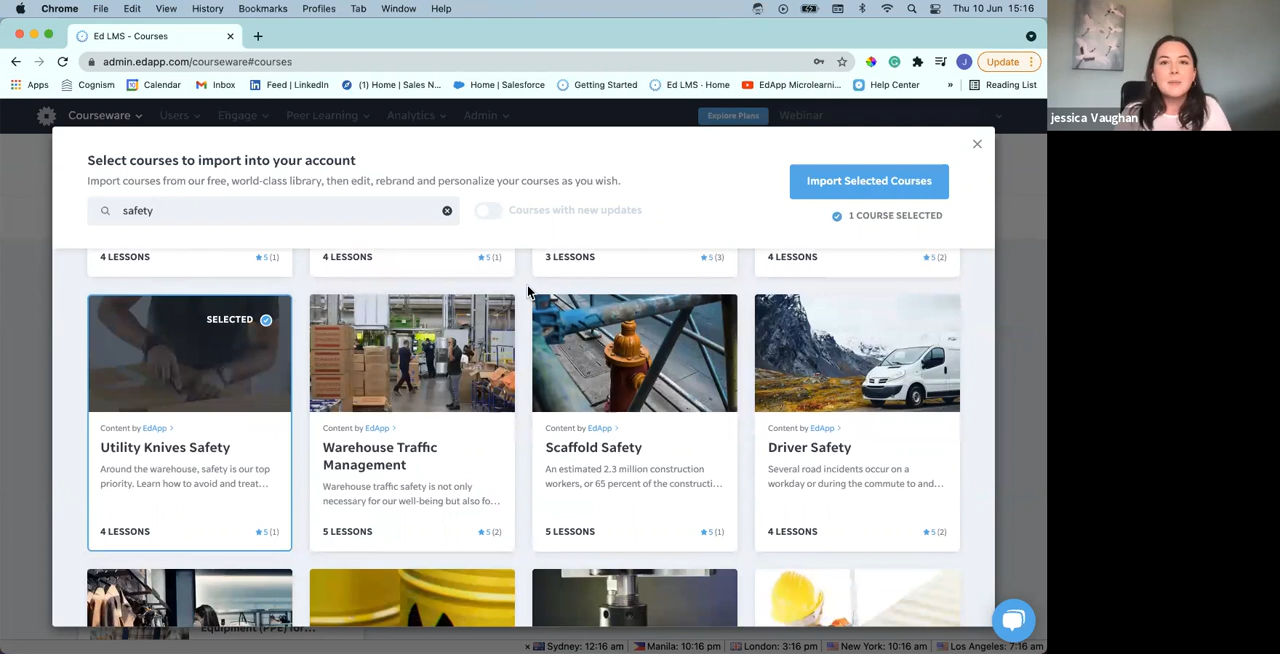 Chrome File Edit View History Bookmarks Profiles Tab Window Help Thu 10 Jun 15:16
Ed LMS - Courses
admin.edapp.com/courseware#courses J Update
Apps Cognism Calendar Inbox Feed | LinkedIn (1) Home | Sales N... Home | Salesforce Getting Started Ed LMS - Home EdApp Microlearni... Help Center » Reading List
Courseware Users Engage Peer Learning Analytics Admin Explore Plans Webinar
jessica Vaughan
Select courses to import into your account
Import courses from our free, world-class library, then edit, rebrand and personalize your courses as you wish.
Import Selected Courses
safety
Courses with new updates
1 COURSE SELECTED
4 LESSONS 5 (1) 4 LESSONS 5 (1) 3 LESSONS 5 (3) 4 LESSONS 5 (2)
SELECTED
Content by EdApp >
Utility Knives Safety
Around the warehouse, safety is our top
priority. Learn how to avoid and treat...
4 LESSONS 5 (1)
Content by EdApp >
Warehouse Traffic
Management
Warehouse traffic safety is not only
necessary for our well-being but also fo...
5 LESSONS 5 (2)
Content by EdApp >
Scaffold Safety
An estimated 2.3 million construction
workers, or 65 percent of the constructi...
5 LESSONS 5 (1)
Content by EdApp >
Driver Safety
Several road incidents occur on a
workday or during the commute to and...
4 LESSONS 5 (2)
Equipment (PPE) for...
× Sydney: 12:16 am Manila: 10:16 pm London: 3:16 pm New York: 10:16 am Los Angeles: 7:16 am